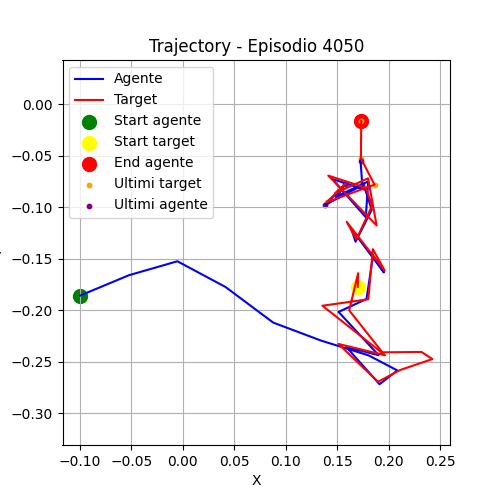 Trajectory - Episodio 4050
Agente
Target
Start agente
Start target
End agente
Ultimi target
Ultimi agente
0.00
−0.05
−0.10
−0.15
−0.20
−0.25
−0.30
−0.10
−0.05
0.00
0.05
0.10
0.15
0.20
0.25
X